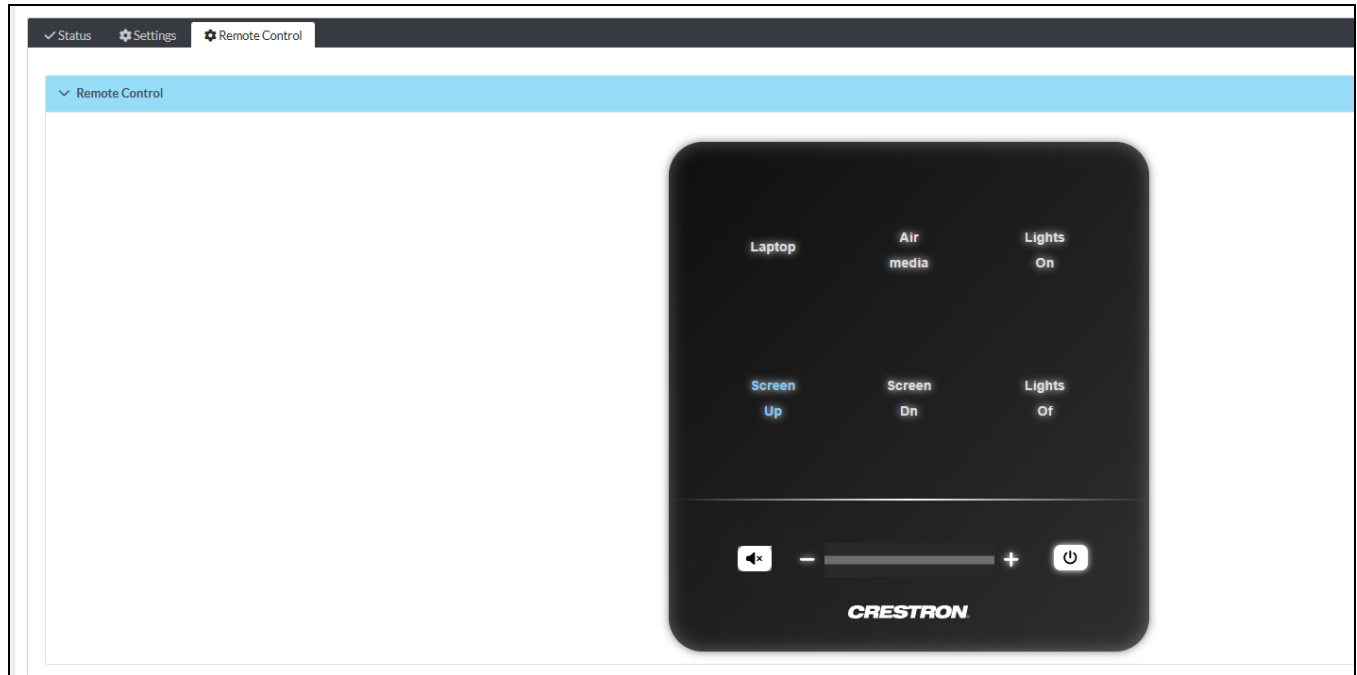 Status Settings Remote Control
Remote Control
Laptop
Air
media
Lights
On
Screen
Up
Screen
Dn
Lights
Of
CRESTRON.